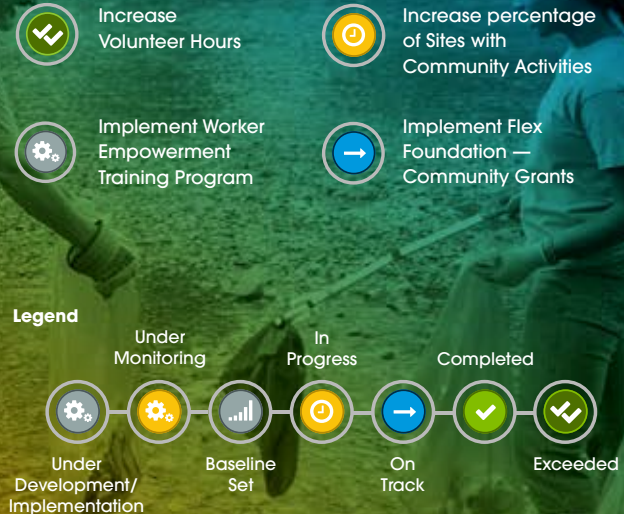 Increase
Volunteer Hours
Increase percentage
of Sites with
Community Activities
Implement Worker
Empowerment
Training Program
Implement Flex
Foundation —
Community Grants
Legend
Under
Monitoring
In
Progress
Completed
Under
Development/
Implementation
Baseline
Set
On
Track
Exceeded